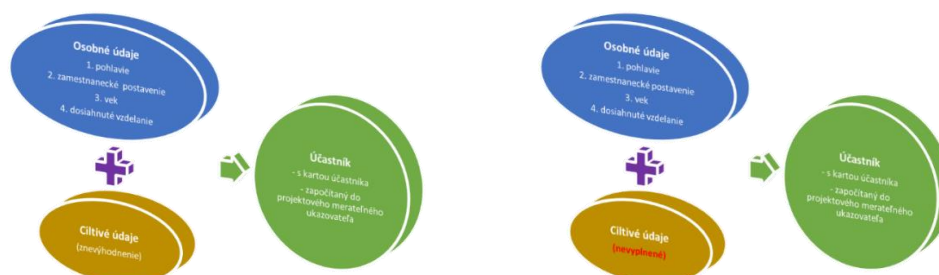 Osobné údaje
1. pohlavie
2. zamestnanecké postavenie
3. vek
4. dosiahnuté vzdelanie
Účastník
- s kartou účastníka
- započítaný do
projektového merateľného
ukazovateľa
Ciltivé údaje
(znevýhodnenie)
Osobné údaje
1. pohlavie
2. zamestnanecké postavenie
3. vek
4. dosiahnuté vzdelanie
Účastník
- s kartou účastníka
- započítaný do
projektového merateľného
ukazovateľa
Ciltivé údaje
(nevyplnené)